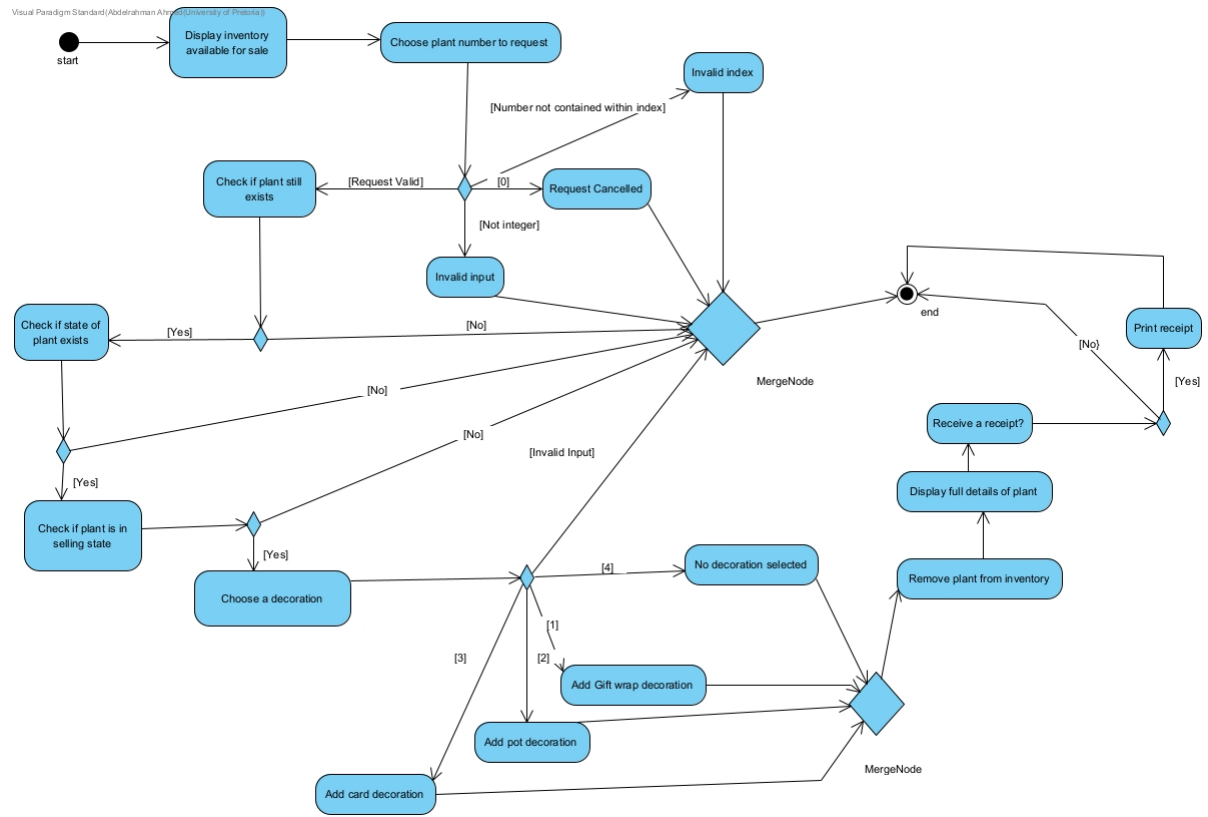 Visual Paradigm Standard(Abdelrahman Ahmed(University of Pretoria))
start
Display inventory
available for sale
Choose plant number to request
Invalid index
[Number not contained within index]
Check if plant still
exists
[Request Valid]
[0]
Request Cancelled
[Not integer]
Invalid input
end
Check if state of
plant exists
[Yes]
[No]
Print receipt
[No}
MergeNode
[Yes]
[No]
Receive a receipt?
[No]
[Invalid Input]
[Yes]
Display full details of plant
Check if plant is in
selling state
[Yes]
Choose a decoration
[4]
No decoration selected
Remove plant from inventory
[1]
[3]
[2]
Add Gift wrap decoration
Add pot decoration
MergeNode
Add card decoration